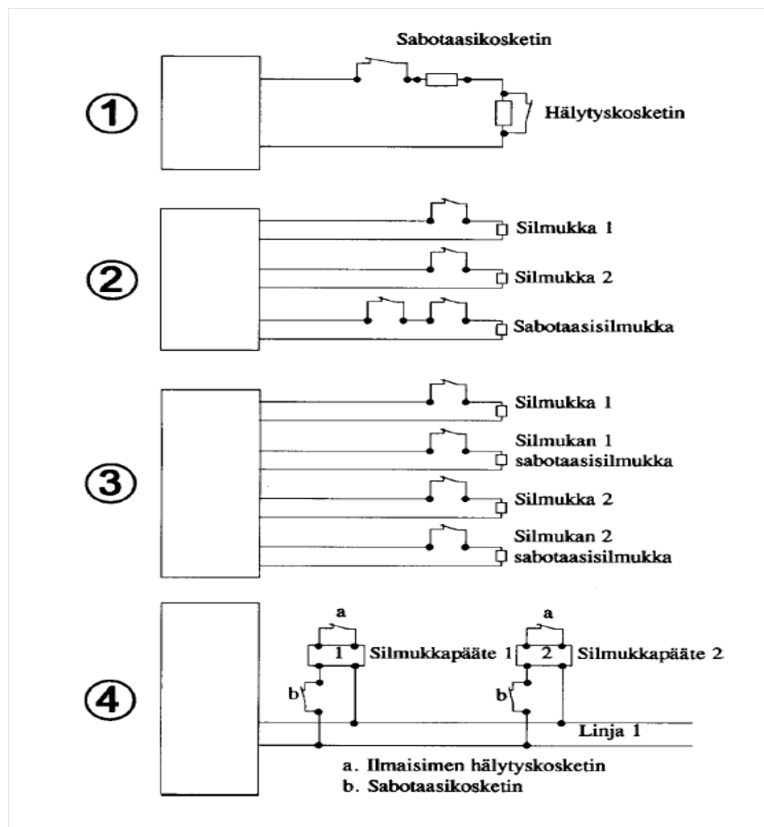 Sabotaasikosketin
1
Hälytyskosketin
2
Silmukka 1
Silmukka 2
Sabotaasisilmukka
3
Silmukka 1
Silmukan 1
sabotaasisilmukka
Silmukka 2
Silmukan 2
sabotaasisilmukka
4
a
1
Silmukkapääte 1
b
a
2
Silmukkapääte 2
b
Linja 1
a. Ilmaisimen hälytyskosketin
b. Sabotaasikosketin